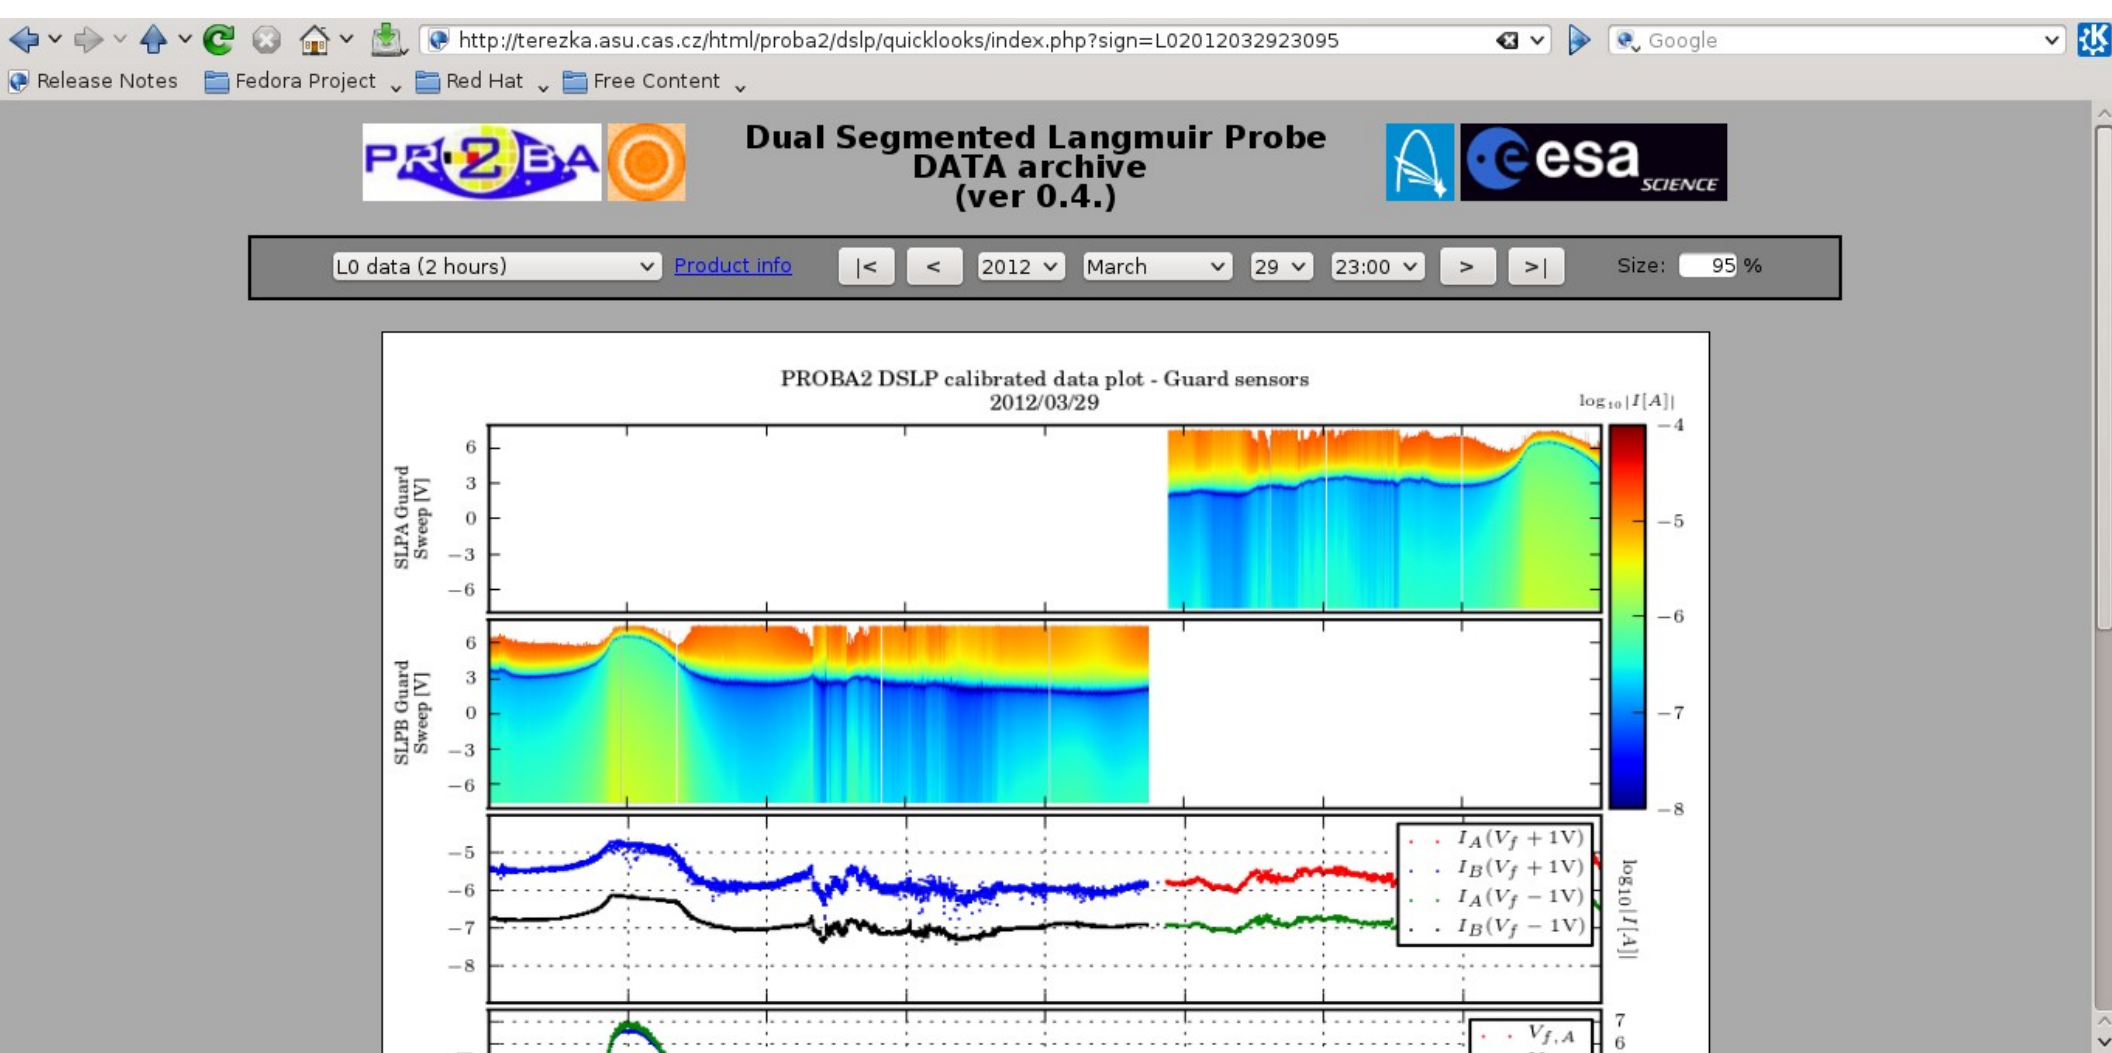 http://terezka.asu.cas.cz/html/proba2/dslp/quicklooks/index.php?sign=L02012032923095
Google
Release Notes Fedora Project Red Hat Free Content
PR2BA
Dual Segmented Langmuir Probe
DATA archive
(ver 0.4.)
esa
SCIENCE
L0 data (2 hours) Product info |< < 2012 March 29 23:00 > >| Size: 95 %
PROBA2 DSLP calibrated data plot - Guard sensors
2012/03/29
log₁₀|I[A]|
SLPA Guard
Sweep [V]
6
3
0
−3
−6
−4
−5
−6
−7
−8
SLPB Guard
Sweep [V]
6
3
0
−3
−6
−5
−6
−7
−8
I_A(V_f + 1V)
I_B(V_f + 1V)
I_A(V_f − 1V)
I_B(V_f − 1V)
log10|I[A]|
V_f,A
7
6